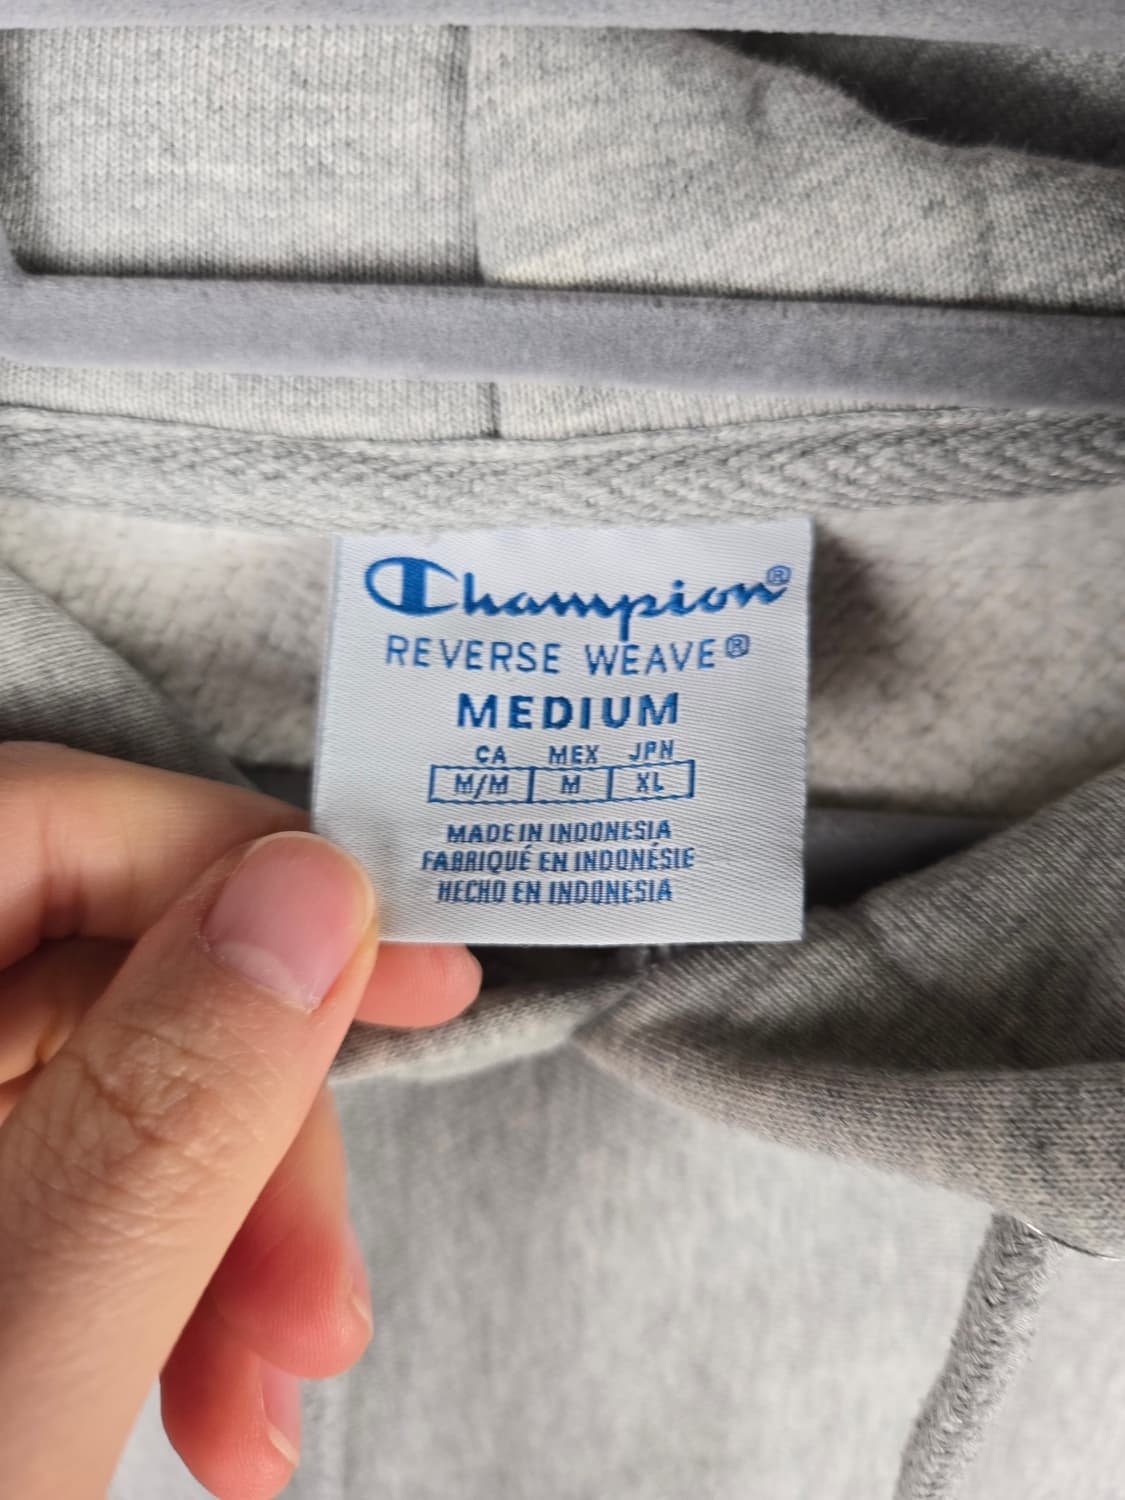 Champion®
REVERSE WEAVE®
MEDIUM
CA MEX JPN
M/M M XL
MADE IN INDONESIA
FABRIQUÉ EN INDONÉSIE
HECHO EN INDONESIA